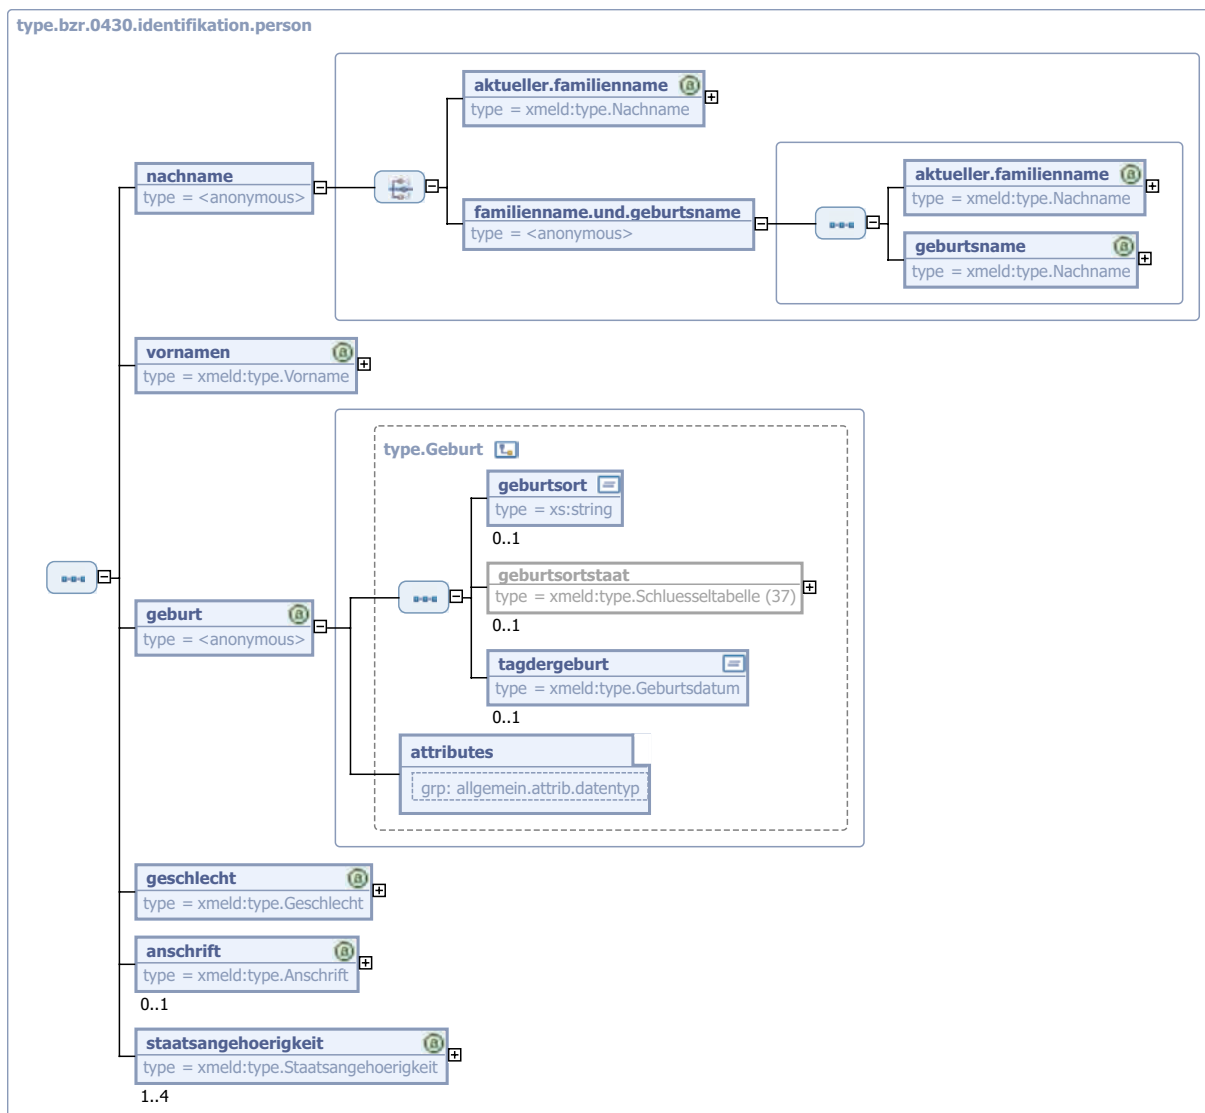 type.bzr.0430.identifikation.person
aktueller.familienname
type = xmeld:type.Nachname
nachname
type = <anonymous>
familienname.und.geburtsname
type = <anonymous>
aktueller.familienname
type = xmeld:type.Nachname
geburtsname
type = xmeld:type.Nachname
vornamen
type = xmeld:type.Vorname
type.Geburt
geburtsort
type = xs:string
0..1
geburtsortstaat
type = xmeld:type.Schluesseltabelle (37)
0..1
geburt
type = <anonymous>
tagdergeburt
type = xmeld:type.Geburtsdatum
0..1
attributes
grp: allgemein.attrib.datentyp
geschlecht
type = xmeld:type.Geschlecht
anschrift
type = xmeld:type.Anschrift
0..1
staatsangehoerigkeit
type = xmeld:type.Staatsangehoerigkeit
1..4